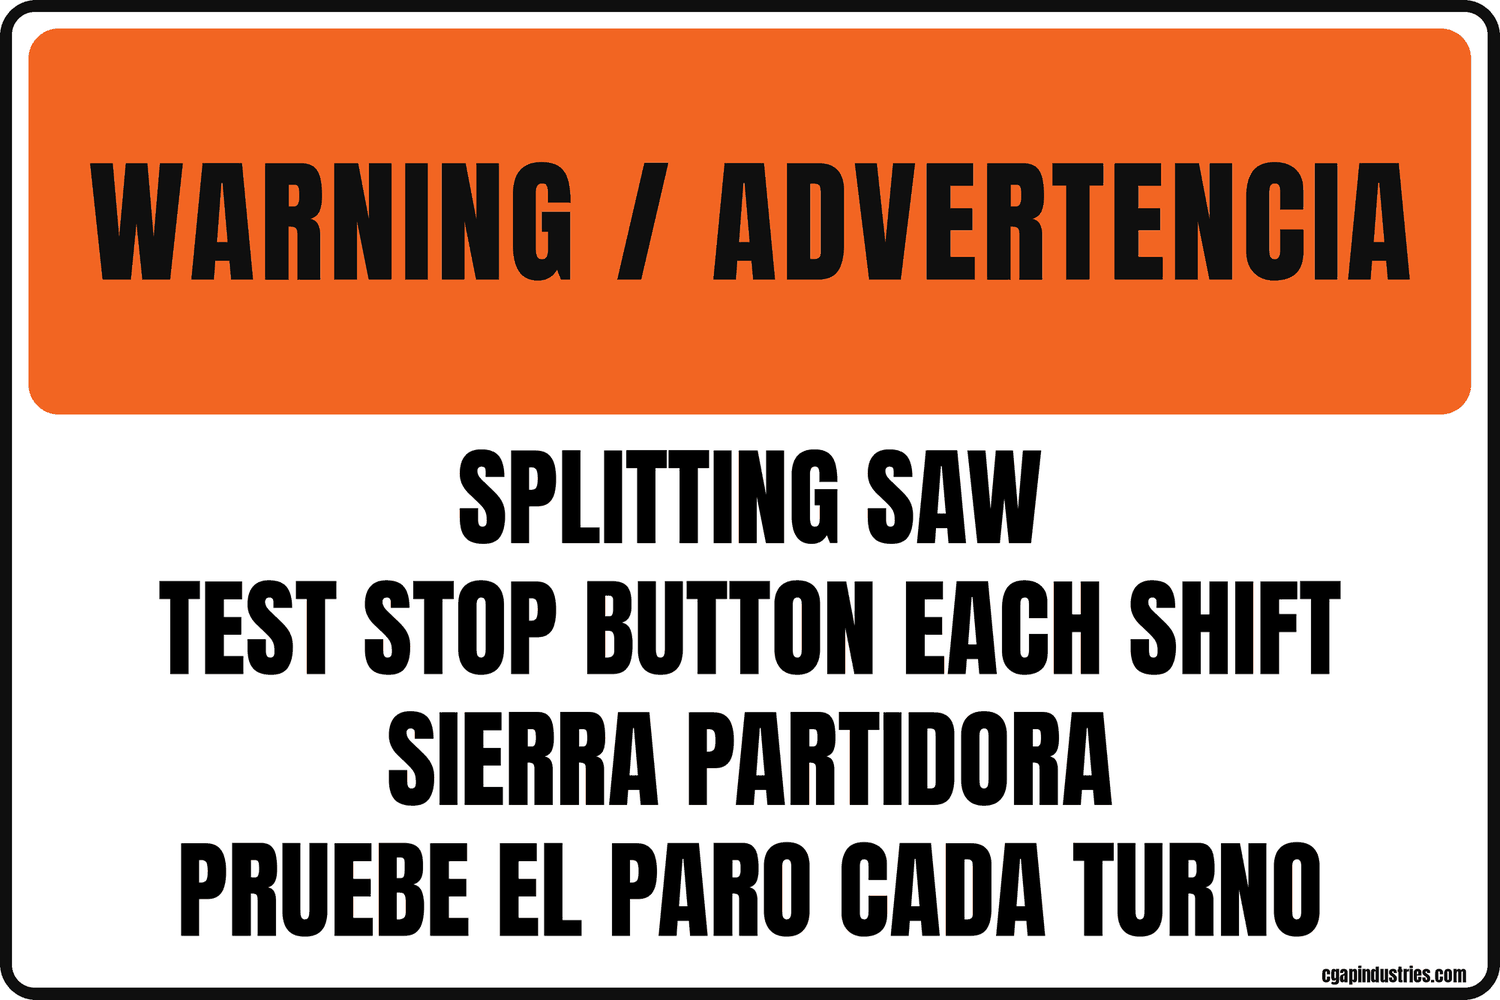 WARNING / ADVERTENCIA
SPLITTING SAW
TEST STOP BUTTON EACH SHIFT
SIERRA PARTIDORA
PRUEBE EL PARO CADA TURNO
cgapindustries.com